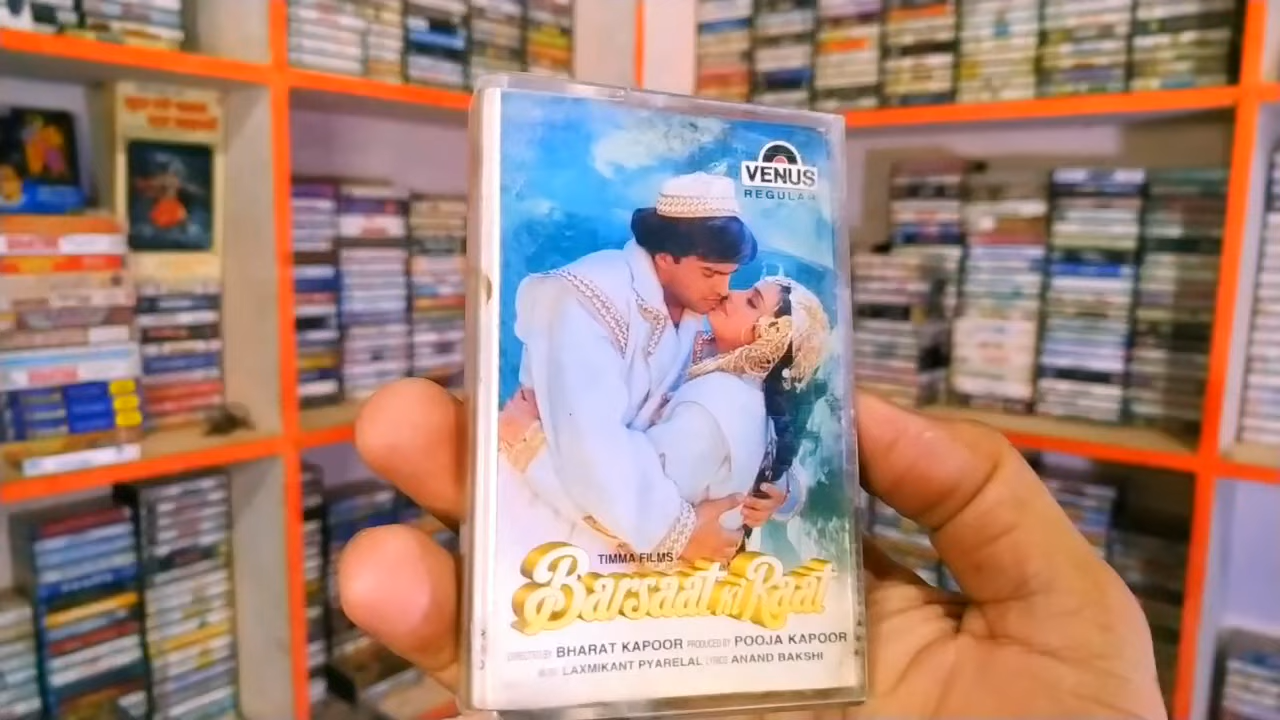 VENUS
REGULAR
TIMMA FILMS
Barsaat ki Raat
DIRECTED BY BHARAT KAPOOR PRODUCED BY POOJA KAPOOR
MUSIC LAXMIKANT PYARELAL LYRICS ANAND BAKSHI